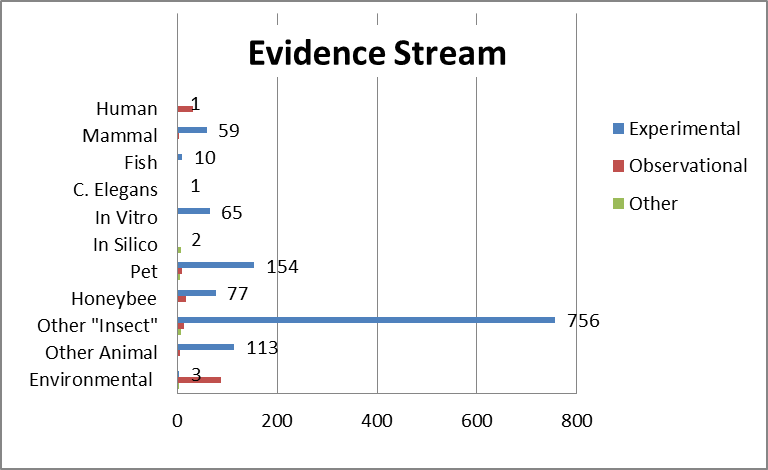 Evidence Stream
Human 1
Mammal 59
Fish 10
C. Elegans 1
In Vitro 65
In Silico 2
Pet 154
Honeybee 77
Other "Insect" 756
Other Animal 113
Environmental 3
0 200 400 600 800
Experimental
Observational
Other